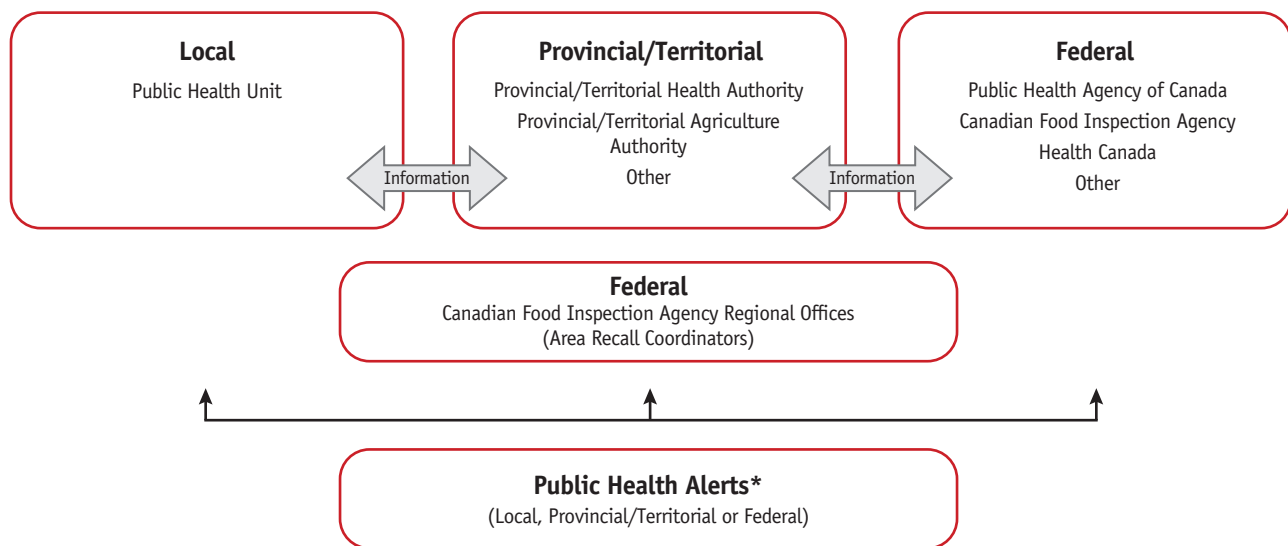 Local
Public Health Unit
Provincial/Territorial
Provincial/Territorial Health Authority
Provincial/Territorial Agriculture
Authority
Other
Federal
Public Health Agency of Canada
Canadian Food Inspection Agency
Health Canada
Other
Information
Information
Federal
Canadian Food Inspection Agency Regional Offices
(Area Recall Coordinators)
Public Health Alerts*
(Local, Provincial/Territorial or Federal)